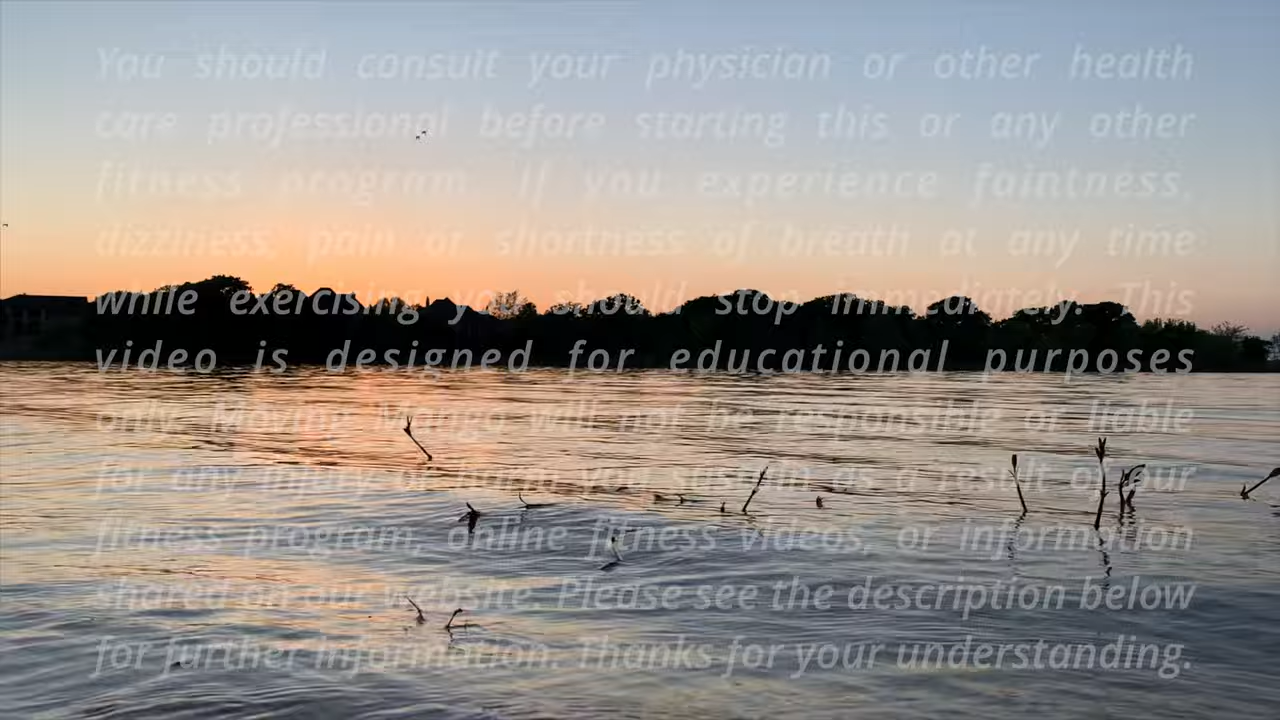 You should consult your physician or other health
care professional before starting this or any other
fitness program. If you experience faintness,
dizziness, pain or shortness of breath at any time
while exercising you should stop immediately. This
video is designed for educational purposes
only. Moving Mango will not be responsible or liable
for any injury or harm you sustain as a result of our
fitness program, online fitness videos, or information
shared on our website. Please see the description below
for further information. Thanks for your understanding.